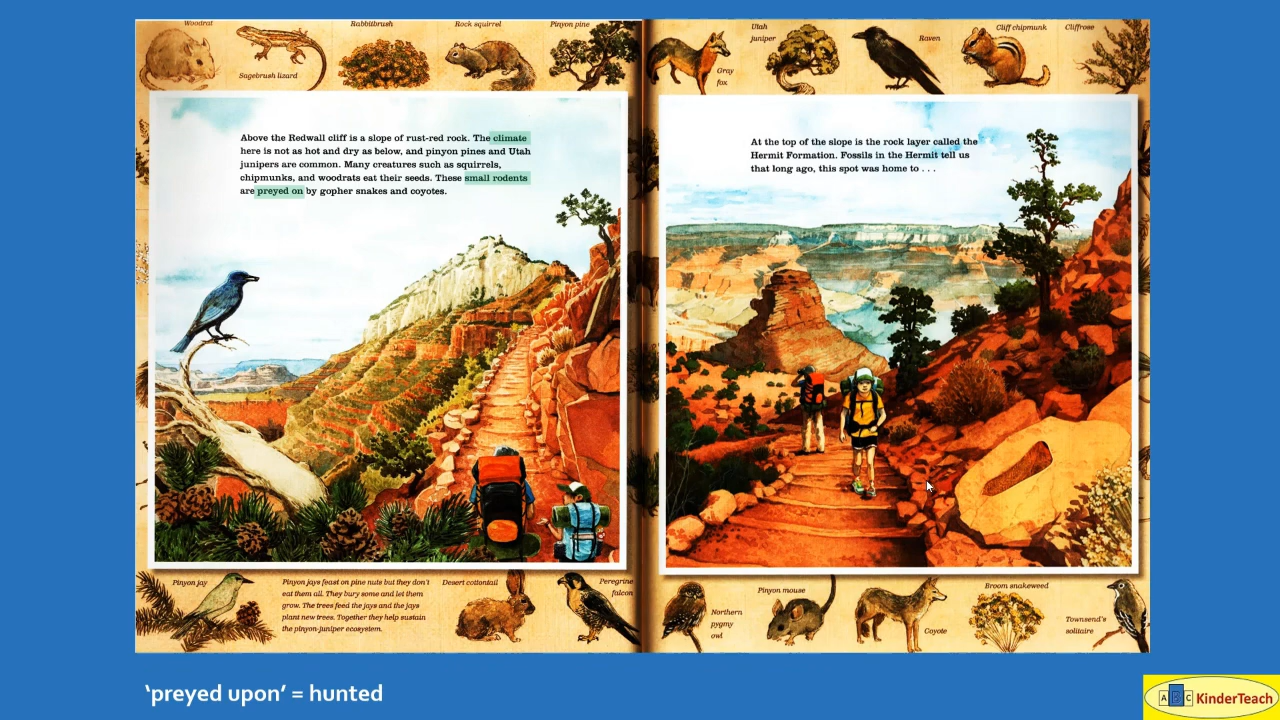 Woodrat
Sagebrush lizard
Rabbitbrush
Rock squirrel
Pinyon pine
Gray
fox
Utah
juniper
Raven
Cliff chipmunk
Cliffrose
Above the Redwall cliff is a slope of rust-red rock. The climate
here is not as hot and dry as below, and pinyon pines and Utah
junipers are common. Many creatures such as squirrels,
chipmunks, and woodrats eat their seeds. These small rodents
are preyed on by gopher snakes and coyotes.
At the top of the slope is the rock layer called the
Hermit Formation. Fossils in the Hermit tell us
that long ago, this spot was home to . . .
Pinyon jay
Pinyon jays feast on pine nuts but they don't
eat them all. They bury some and let them
grow. The trees feed the jays and the jays
plant new trees. Together they help sustain
the pinyon-juniper ecosystem.
Desert cottontail
Peregrine
falcon
Northern
pygmy
owl
Pinyon mouse
Coyote
Broom snakeweed
Townsend's
solitaire
‘preyed upon’ = hunted
ABC KinderTeach